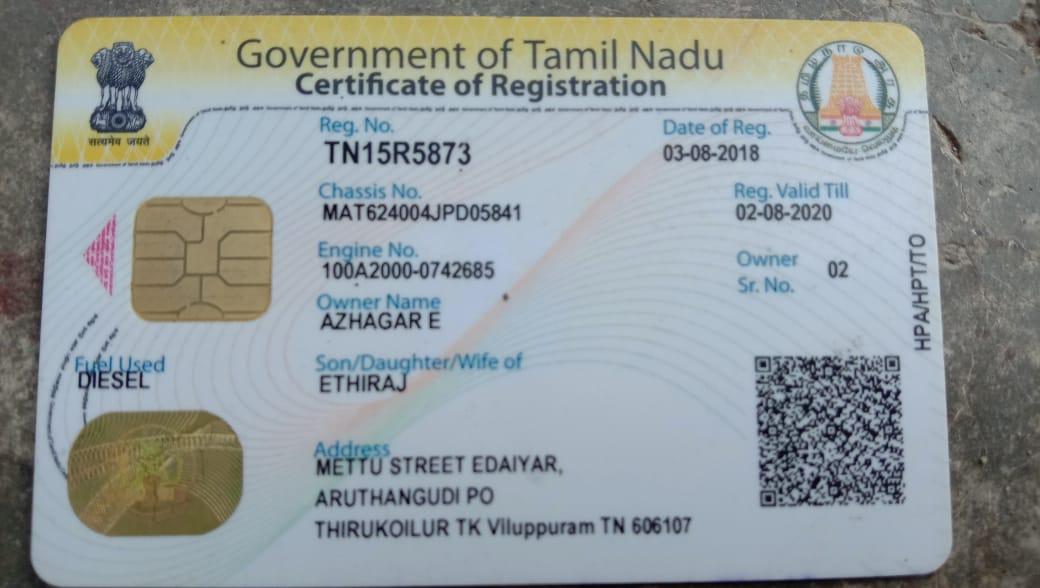 Government of Tamil Nadu
Certificate of Registration
सत्यमेव जयते
Reg. No.
TN15R5873
Date of Reg.
03-08-2018
Chassis No.
MAT624004JPD05841
Reg. Valid Till
02-08-2020
Engine No.
100A2000-0742685
Owner Sr. No.
02
Owner Name
AZHAGAR E
HPA/HPT/TO
Fuel Used
DIESEL
Son/Daughter/Wife of
ETHIRAJ
Address
METTU STREET EDAIYAR,
ARUTHANGUDI PO
THIRUKOILUR TK Viluppuram TN 606107